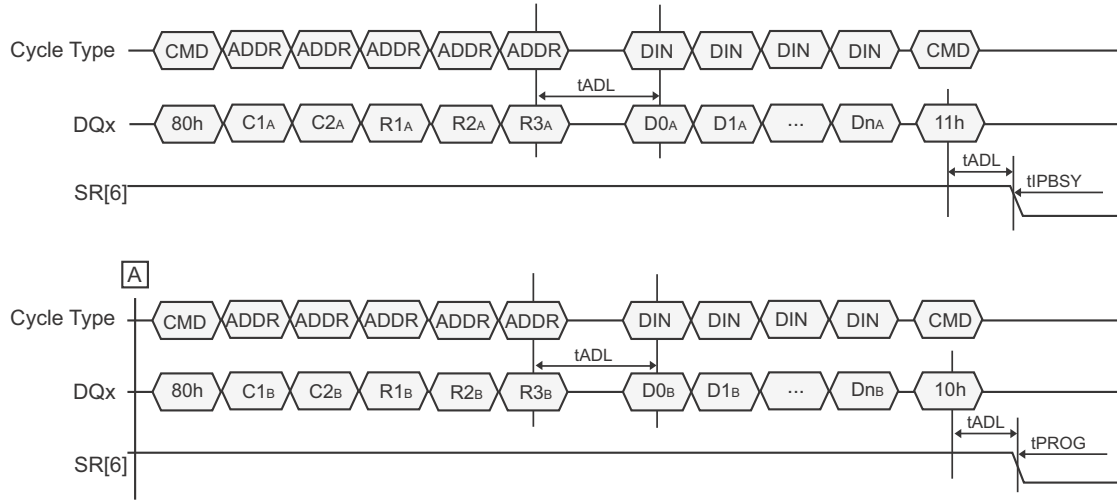 Cycle Type CMD ADDR ADDR ADDR ADDR ADDR DIN DIN DIN DIN CMD
tADL
DQx 80h C1A C2A R1A R2A R3A D0A D1A ... DnA 11h
tADL
SR[6] tIPBSY
A
Cycle Type CMD ADDR ADDR ADDR ADDR ADDR DIN DIN DIN DIN CMD
tADL
DQx 80h C1B C2B R1B R2B R3B D0B D1B ... DnB 10h
tADL
SR[6] tPROG